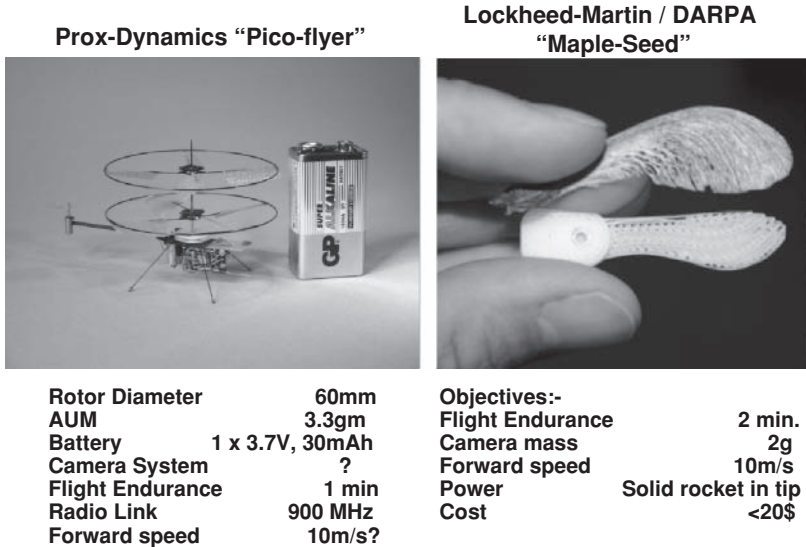 Prox-Dynamics “Pico-flyer”
SUPER
ALKALINE
GP
Rotor Diameter 60mm
AUM 3.3gm
Battery 1 x 3.7V, 30mAh
Camera System ?
Flight Endurance 1 min
Radio Link 900 MHz
Forward speed 10m/s?
Lockheed-Martin / DARPA
“Maple-Seed”
Objectives:-
Flight Endurance 2 min.
Camera mass 2g
Forward speed 10m/s
Power Solid rocket in tip
Cost <20$